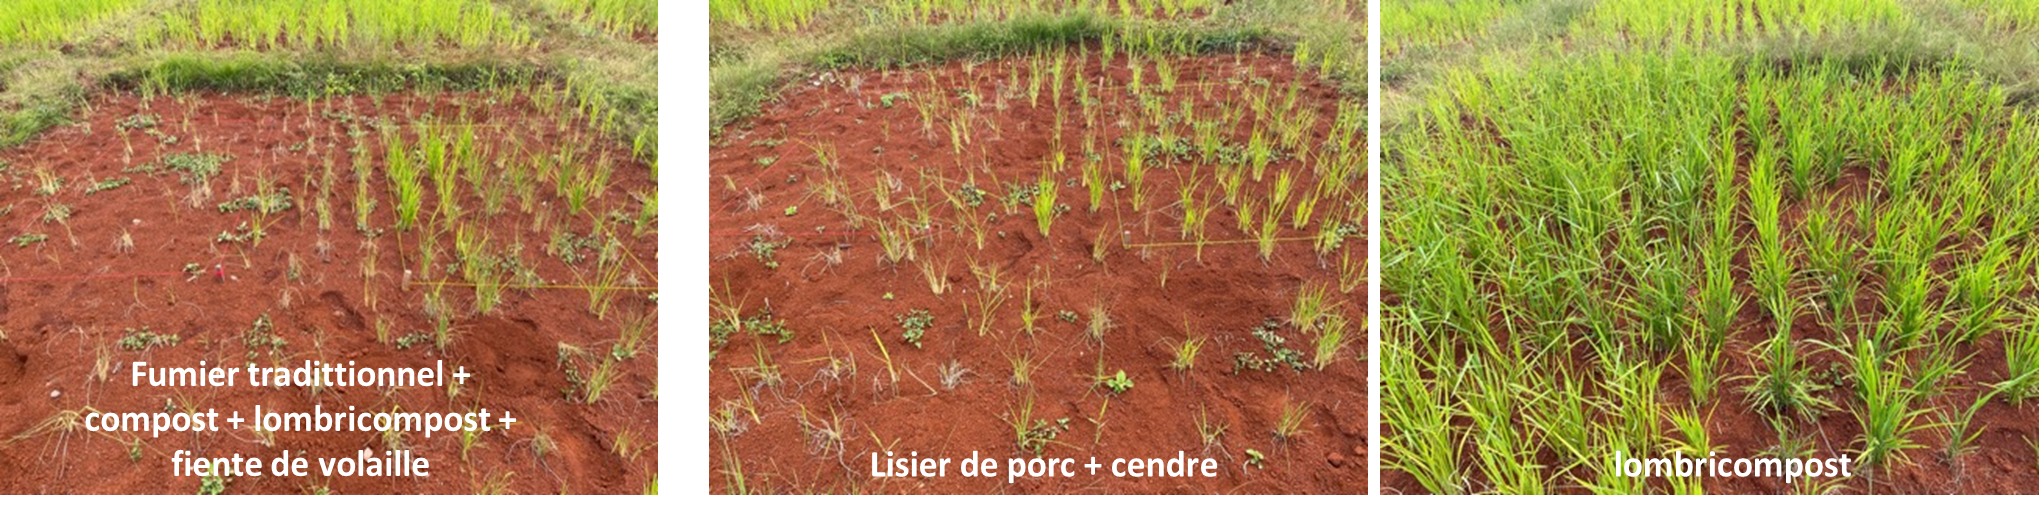 Fumier tradittionnel +
compost + lombricompost +
fiente de volaille
Lisier de porc + cendre
lombricompost